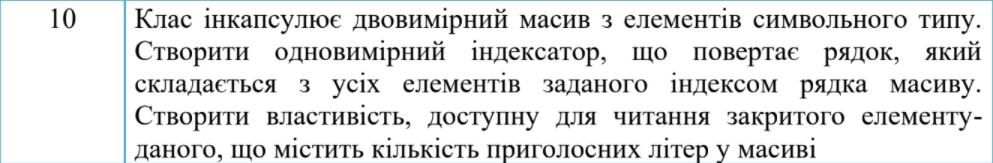 10
Клас інкапсулює двовимірний масив з елементів символьного типу.
Створити одновимірний індексатор, що повертає рядок, який
складається з усіх елементів заданого індексом рядка масиву.
Створити властивість, доступну для читання закритого елементу-
даного, що містить кількість приголосних літер у масиві